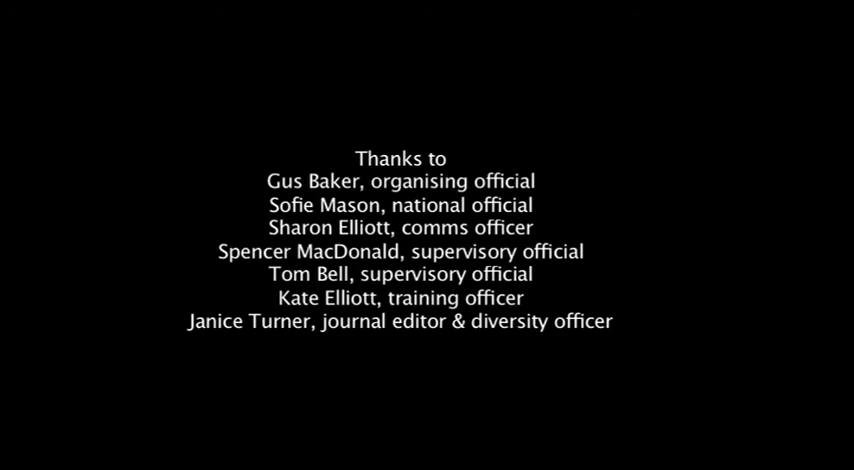 Thanks to
Gus Baker, organising official
Sofie Mason, national official
Sharon Elliott, comms officer
Spencer MacDonald, supervisory official
Tom Bell, supervisory official
Kate Elliott, training officer
Janice Turner, journal editor & diversity officer